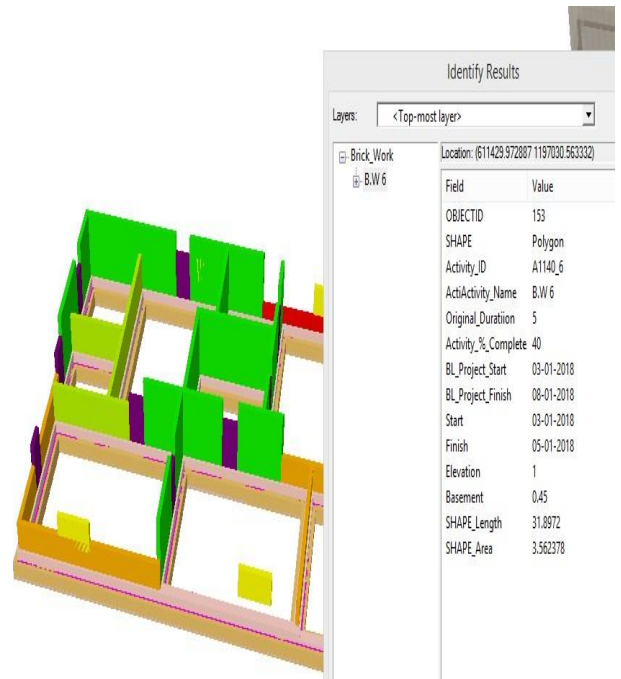 Identify Results
Layers: <Top-most layer>
Brick_Work
B.W 6
Location: (611429.972887 1197030.563332)
Field Value
OBJECTID 153
SHAPE Polygon
Activity_ID A1140_6
ActiActivity_Name B.W 6
Original_Duratiion 5
Activity_%_Complete 40
BL_Project_Start 03-01-2018
BL_Project_Finish 08-01-2018
Start 03-01-2018
Finish 05-01-2018
Elevation 1
Basement 0.45
SHAPE_Length 31.8972
SHAPE_Area 3.562378